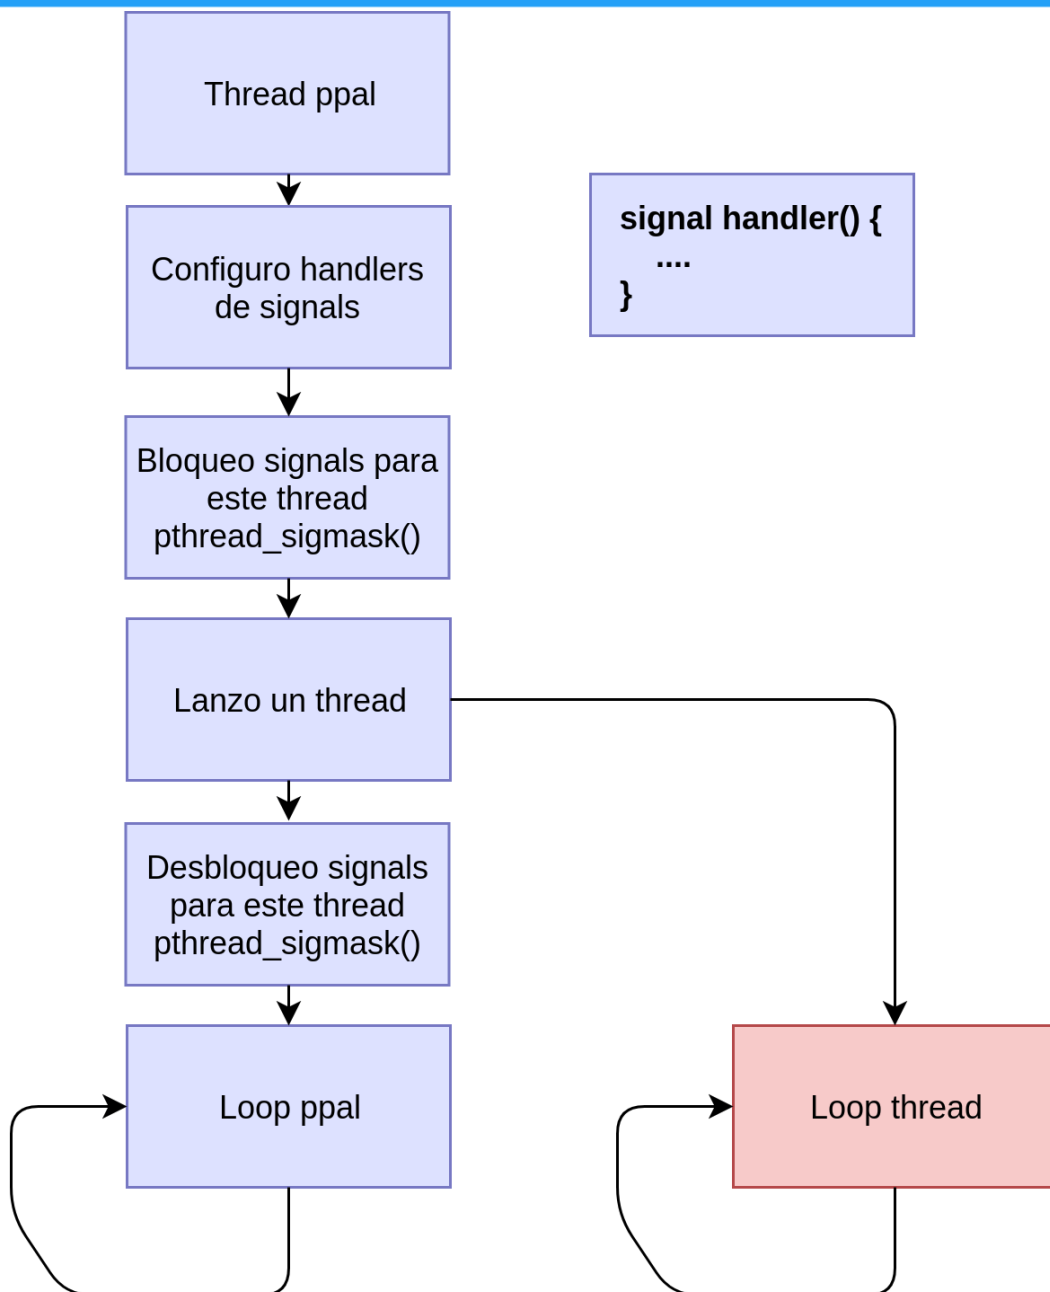 Thread ppal
Configuro handlers
de signals
signal handler() {
....
}
Bloqueo signals para
este thread
pthread_sigmask()
Lanzo un thread
Desbloqueo signals
para este thread
pthread_sigmask()
Loop ppal
Loop thread